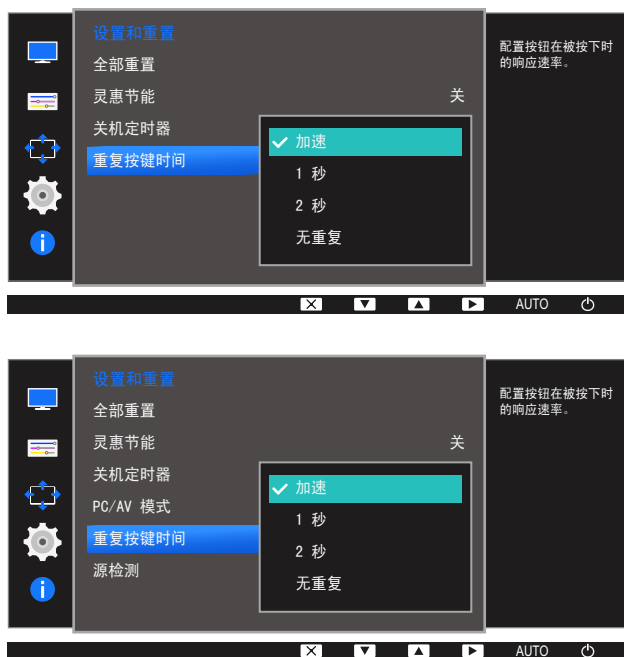 设置和重置
全部重置
灵惠节能 关
关机定时器
重复按键时间
加速
1 秒
2 秒
无重复
配置按钮在被按下时
的响应速率。
AUTO
设置和重置
全部重置
灵惠节能 关
关机定时器
PC/AV 模式
重复按键时间
源检测
加速
1 秒
2 秒
无重复
配置按钮在被按下时
的响应速率。
AUTO